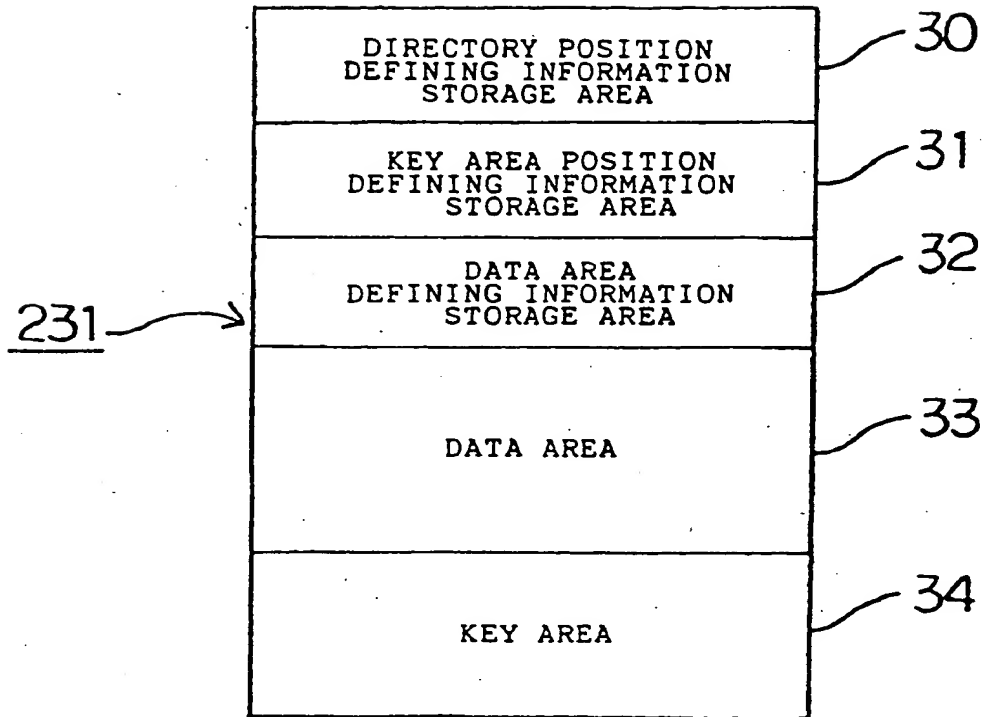 DIRECTORY POSITION
DEFINING INFORMATION
STORAGE AREA
30
KEY AREA POSITION
DEFINING INFORMATION
STORAGE AREA
31
DATA AREA
DEFINING INFORMATION
STORAGE AREA
32
231
DATA AREA
33
KEY AREA
34